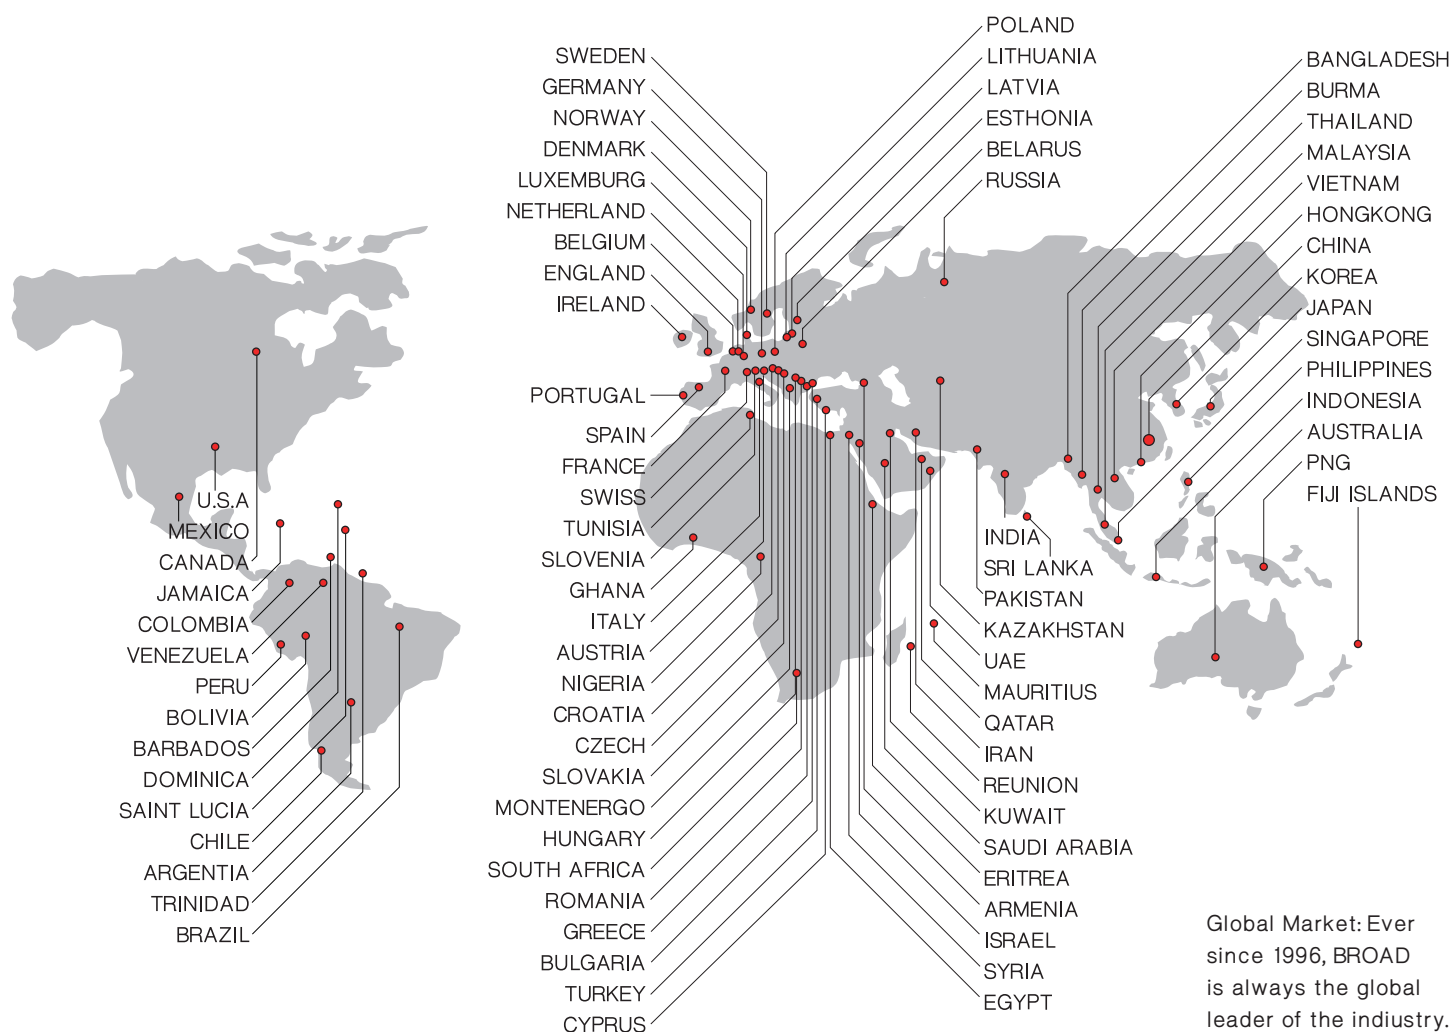 U.S.A
MEXICO
CANADA
JAMAICA
COLOMBIA
VENEZUELA
PERU
BOLIVIA
BARBADOS
DOMINICA
SAINT LUCIA
CHILE
ARGENTIA
TRINIDAD
BRAZIL
SWEDEN
GERMANY
NORWAY
DENMARK
LUXEMBURG
NETHERLAND
BELGIUM
ENGLAND
IRELAND
PORTUGAL
SPAIN
FRANCE
SWISS
TUNISIA
SLOVENIA
GHANA
ITALY
AUSTRIA
NIGERIA
CROATIA
CZECH
SLOVAKIA
MONTENERGO
HUNGARY
SOUTH AFRICA
ROMANIA
GREECE
BULGARIA
TURKEY
CYPRUS
POLAND
LITHUANIA
LATVIA
ESTHONIA
BELARUS
RUSSIA
INDIA
SRI LANKA
PAKISTAN
KAZAKHSTAN
UAE
MAURITIUS
QATAR
IRAN
REUNION
KUWAIT
SAUDI ARABIA
ERITREA
ARMENIA
ISRAEL
SYRIA
EGYPT
BANGLADESH
BURMA
THAILAND
MALAYSIA
VIETNAM
HONGKONG
CHINA
KOREA
JAPAN
SINGAPORE
PHILIPPINES
INDONESIA
AUSTRALIA
PNG
FIJI ISLANDS
Global Market: Ever
since 1996, BROAD
is always the global
leader of the indiustry.